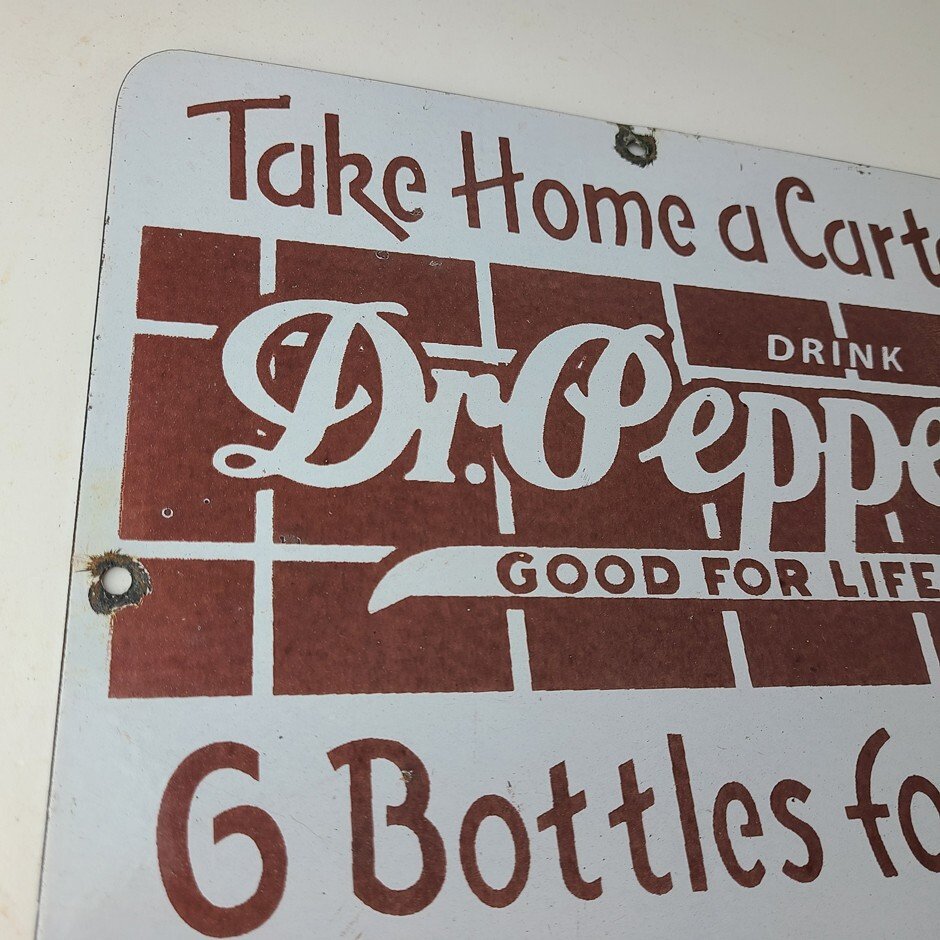 Take Home a Carto
DRINK
Dr. Peppe
GOOD FOR LIFE
6 Bottles fo